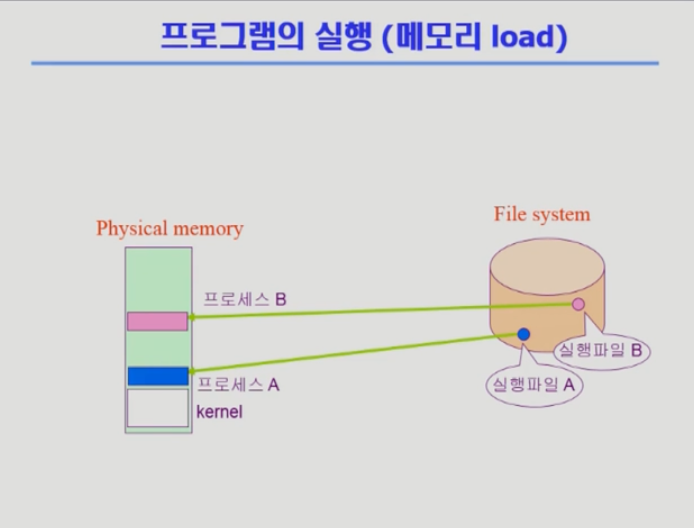 프로그램의 실행 (메모리 load)
File system
Physical memory
프로세스 B
실행파일 B
프로세스 A
실행파일 A
kernel